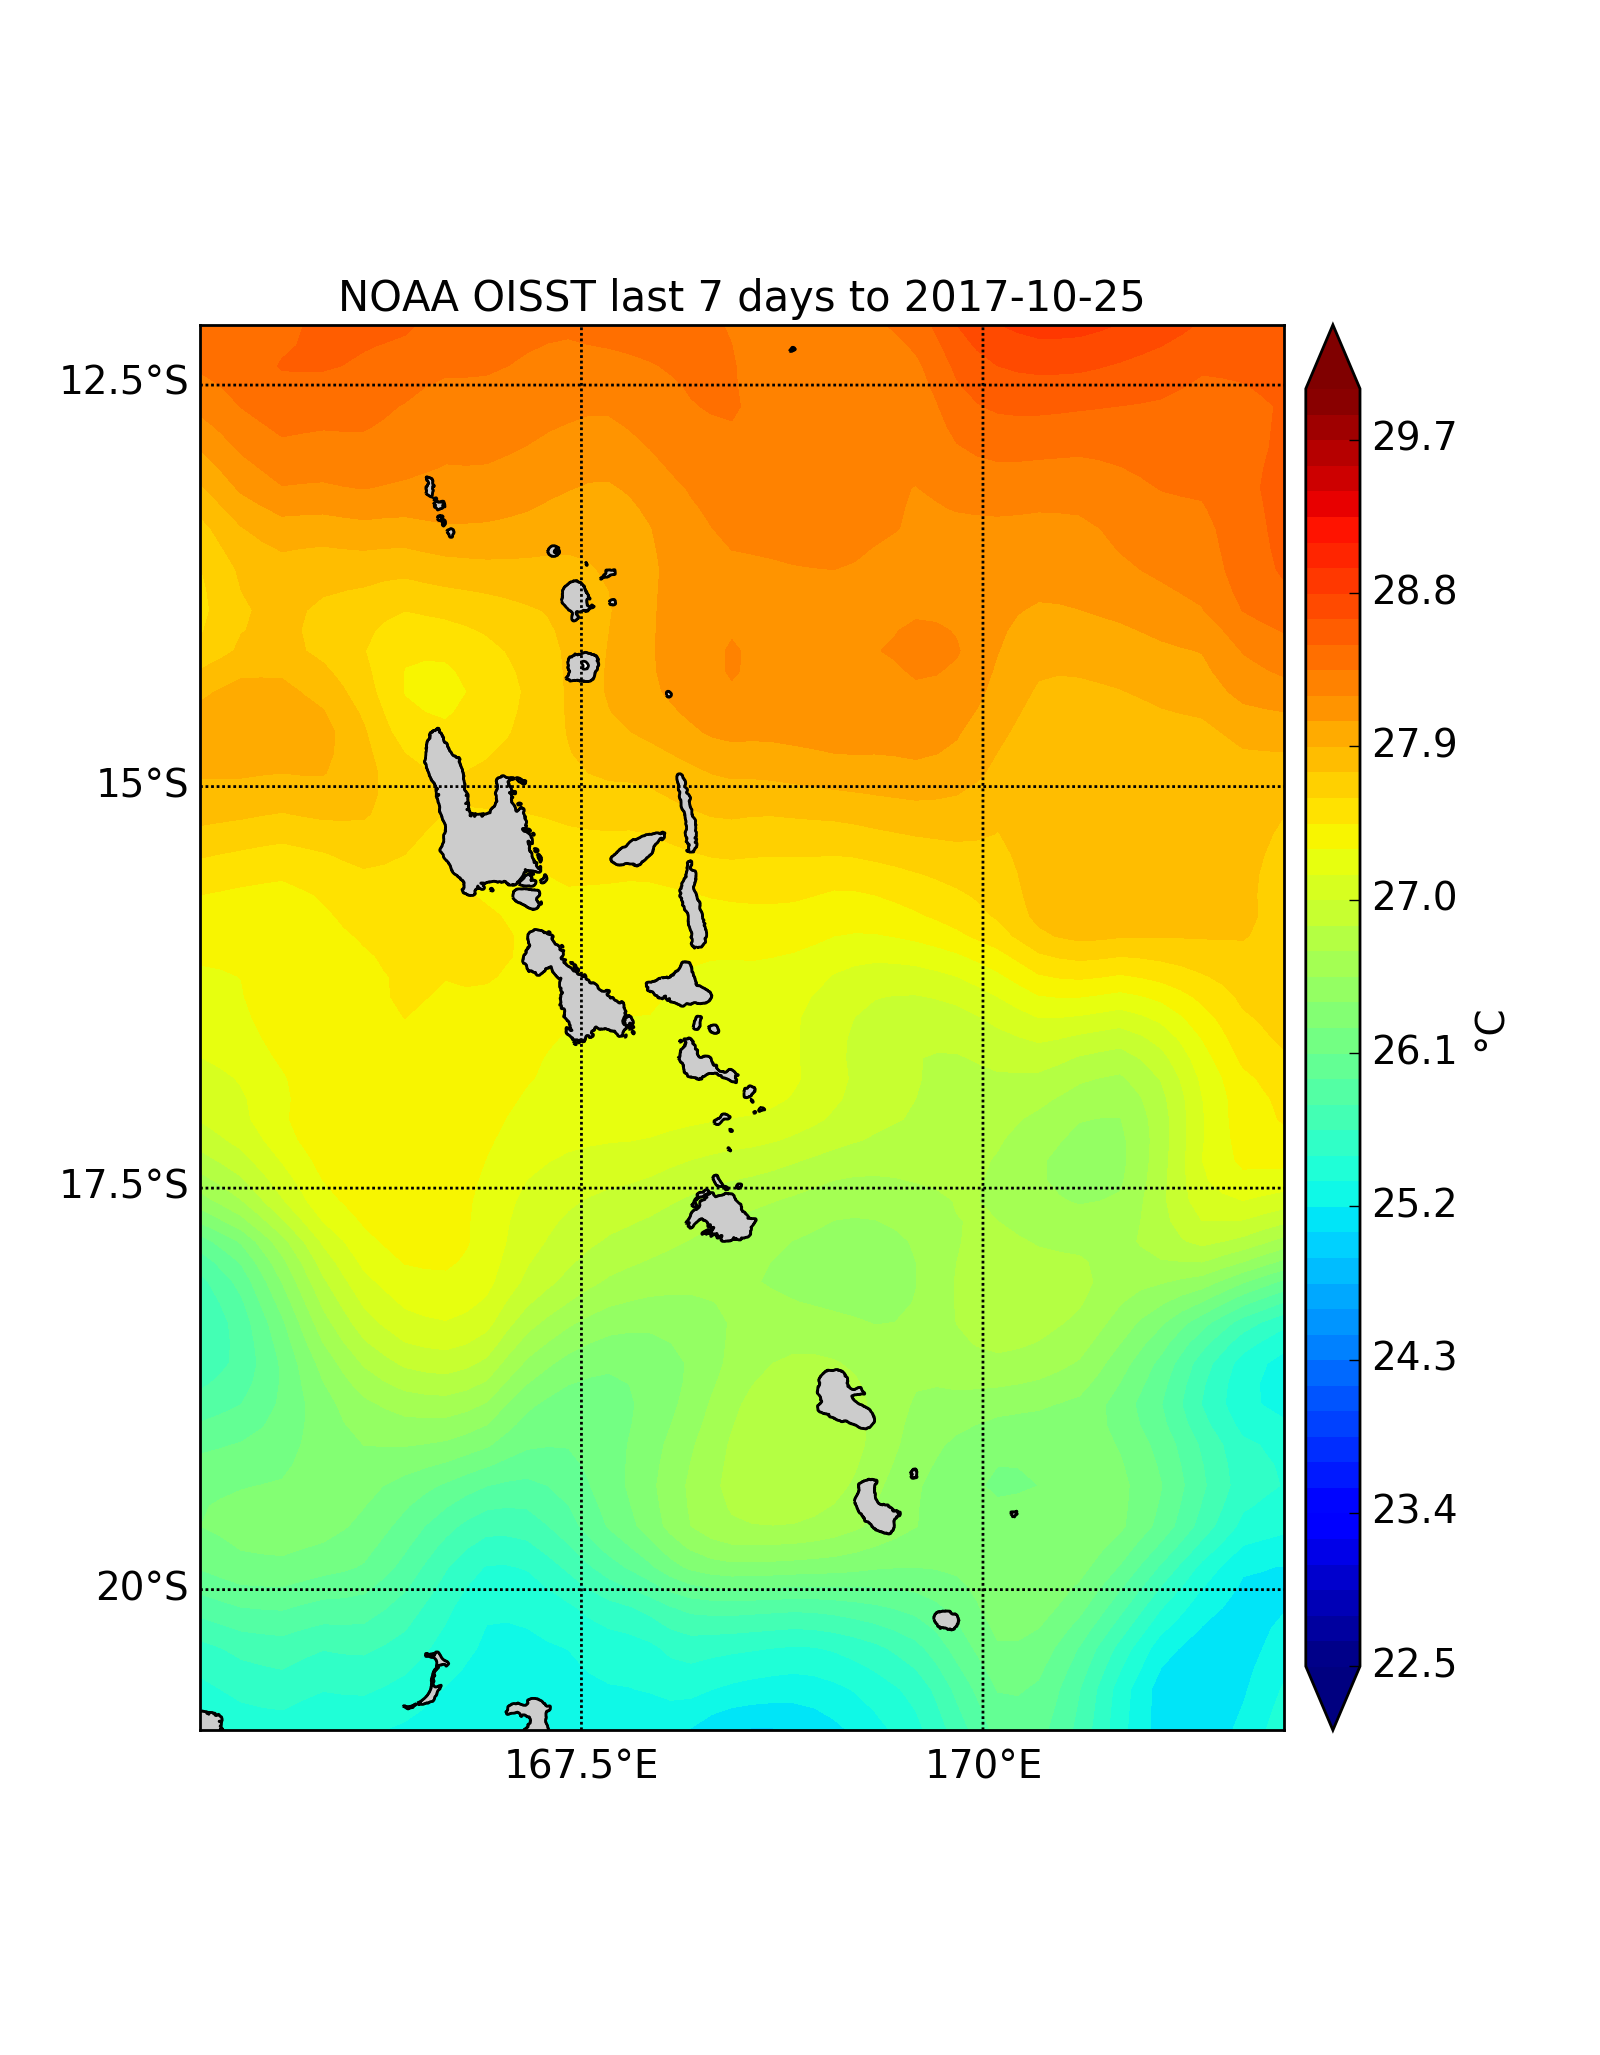 NOAA OISST last 7 days to 2017-10-25
12.5°S
15°S
17.5°S
20°S
167.5°E
170°E
29.7
28.8
27.9
27.0
26.1
25.2
24.3
23.4
22.5
°C